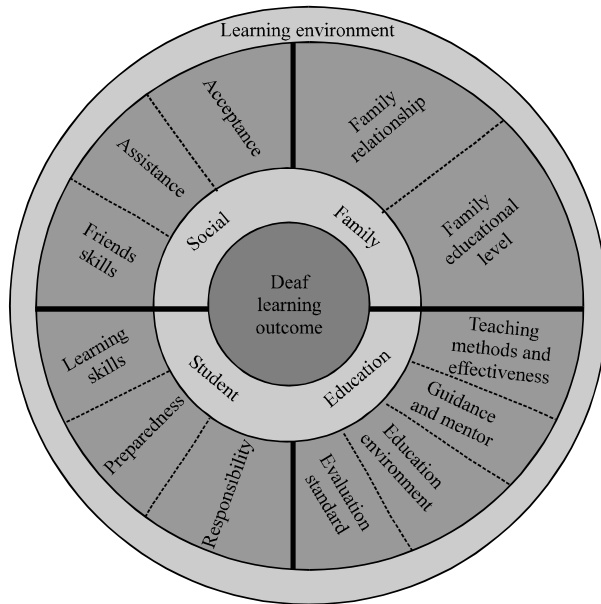 Learning environment
Acceptance
Assistance
Friends
skills
Family
relationship
Family
educational
level
Social
Family
Deaf
learning
outcome
Student
Education
Learning
skills
Preparedness
Responsibility
Teaching
methods and
effectiveness
Guidance
and mentor
Education
environment
Evaluation
standard